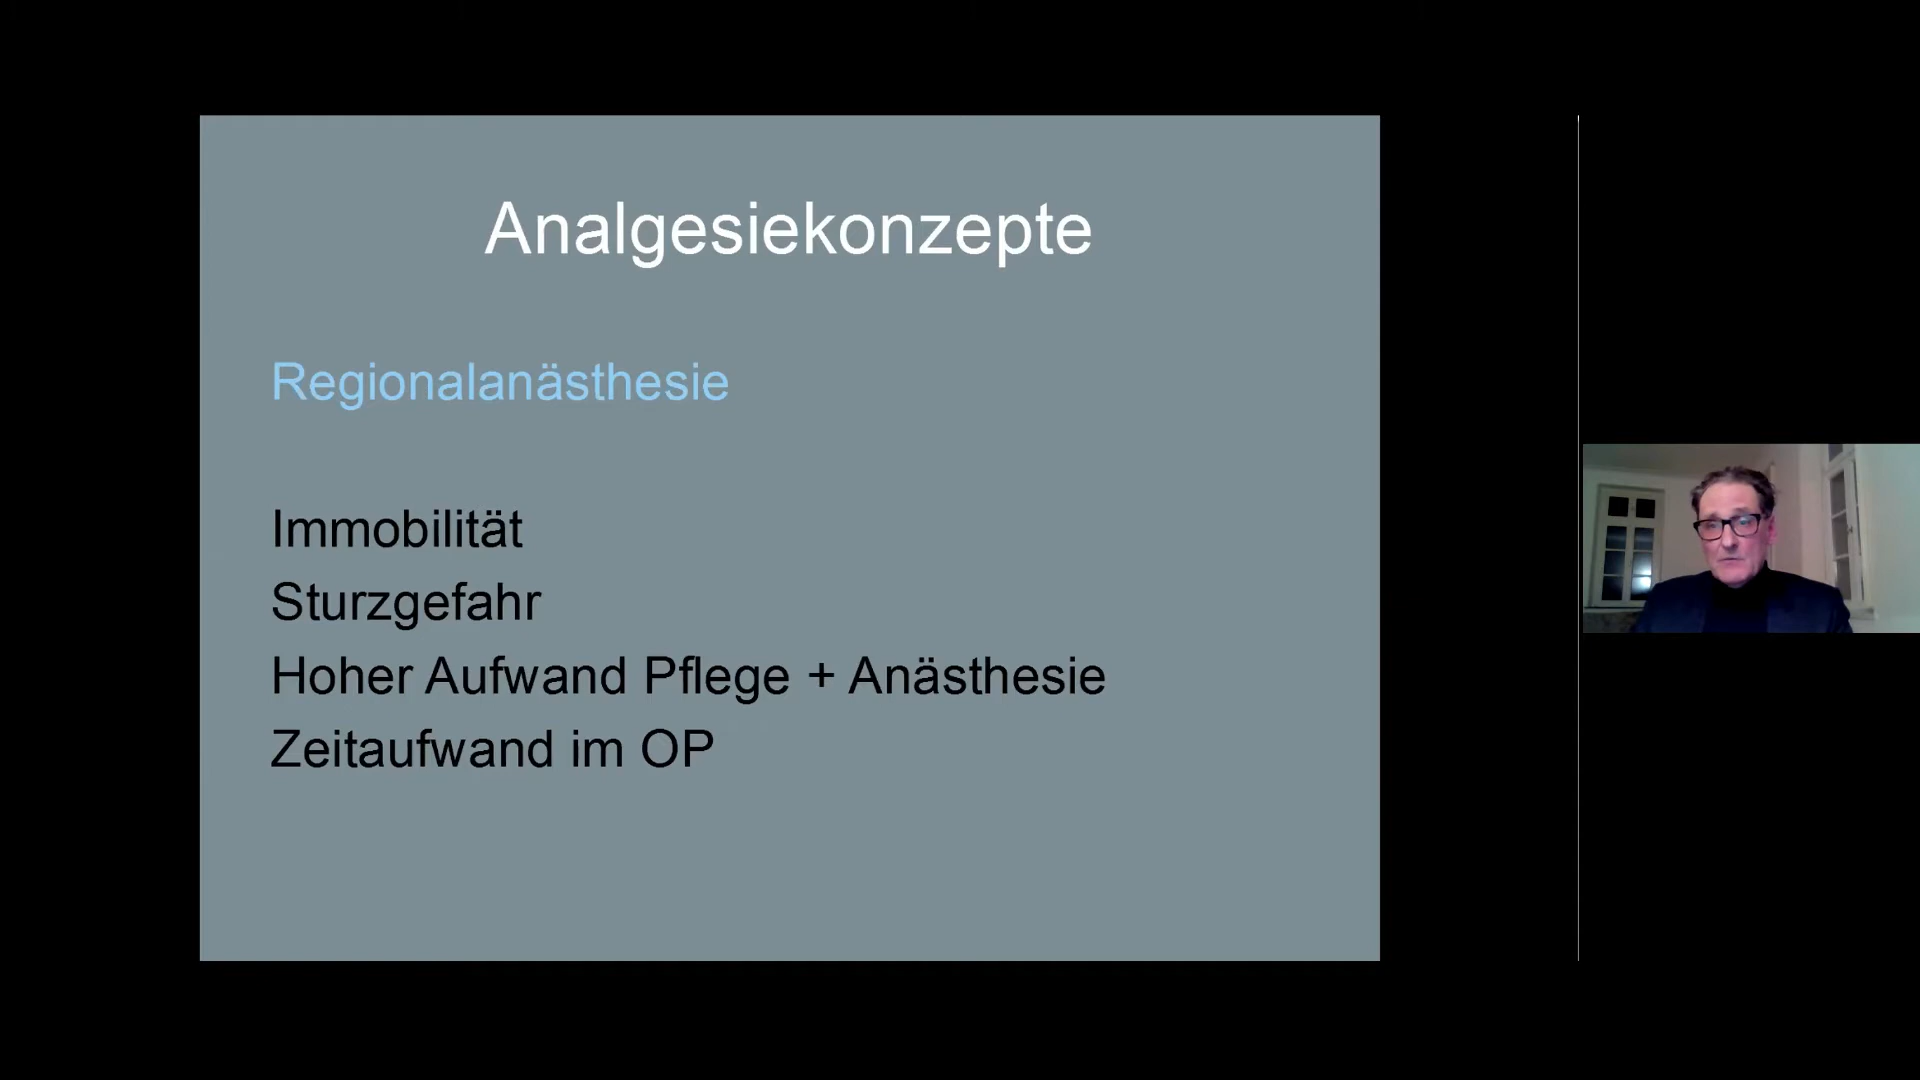 Analgesiekonzepte
Regionalanästhesie
Immobilität
Sturzgefahr
Hoher Aufwand Pflege + Anästhesie
Zeitaufwand im OP